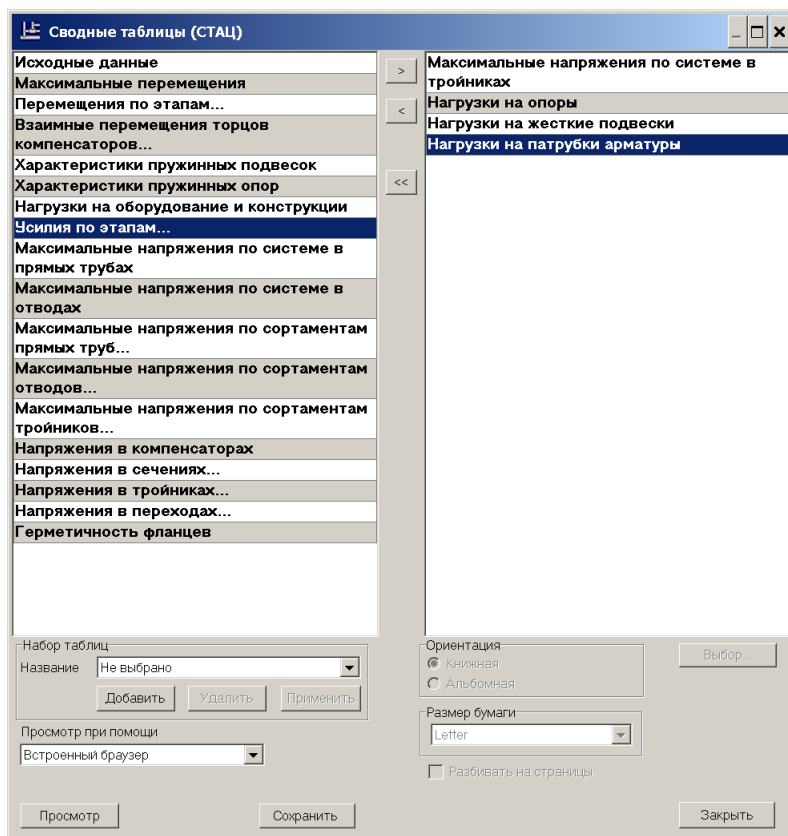 Сводные таблицы (СТАЦ)
Исходные данные
Максимальные перемещения
Перемещения по этапам...
Взаимные перемещения торцов
компенсаторов...
Характеристики пружинных подвесок
Характеристики пружинных опор
Нагрузки на оборудование и конструкции
Усилия по этапам...
Максимальные напряжения по системе в
прямых трубах
Максимальные напряжения по системе в
отводах
Максимальные напряжения по сортаментам
прямых труб...
Максимальные напряжения по сортаментам
отводов...
Максимальные напряжения по сортаментам
тройников...
Напряжения в компенсаторах
Напряжения в сечениях...
Напряжения в тройниках...
Напряжения в переходах...
Герметичность фланцев
>
<
<<
Максимальные напряжения по системе в
тройниках
Нагрузки на опоры
Нагрузки на жесткие подвески
Нагрузки на патрубки арматуры
Набор таблиц
Название Не выбрано
Добавить Удалить Применить
Просмотр при помощи
Встроенный браузер
Просмотр Сохранить
Ориентация
Книжная
Альбомная
Выбор...
Размер бумаги
Letter
Разбивать на страницы
Закрыть